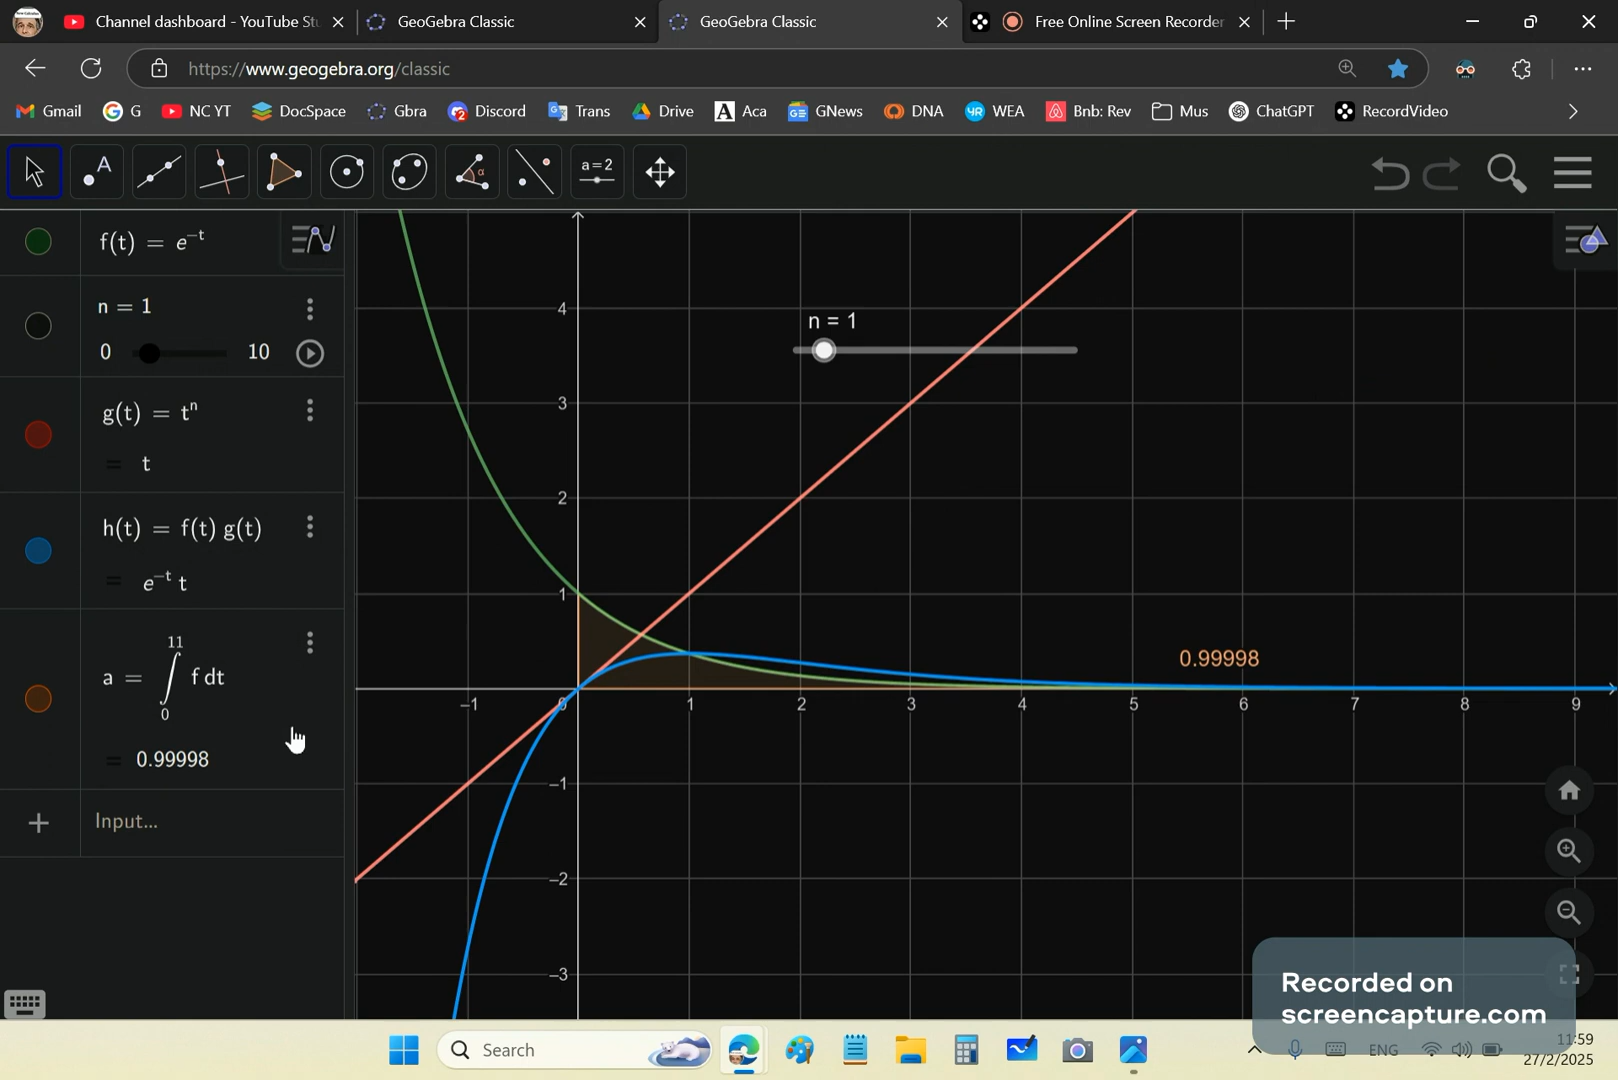 Channel dashboard - YouTube Stu
GeoGebra Classic
GeoGebra Classic
Free Online Screen Recorder
https://www.geogebra.org/classic
Gmail
G
NC YT
DocSpace
Gbra
Discord
Trans
Drive
Aca
GNews
DNA
WEA
Bnb: Rev
Mus
ChatGPT
RecordVideo
a=2
f(t) = e^{-t}
n = 1
0
10
g(t) = t^n
= t
h(t) = f(t) g(t)
= e^{-t} t
11
a = ∫ f dt
0
= 0.99998
Input...
n = 1
0.99998
4
3
2
1
-1
0
1
2
3
4
5
6
7
8
9
-1
-2
-3
Recorded on
screencapture.com
Search
ENG
11:59
27/2/2025